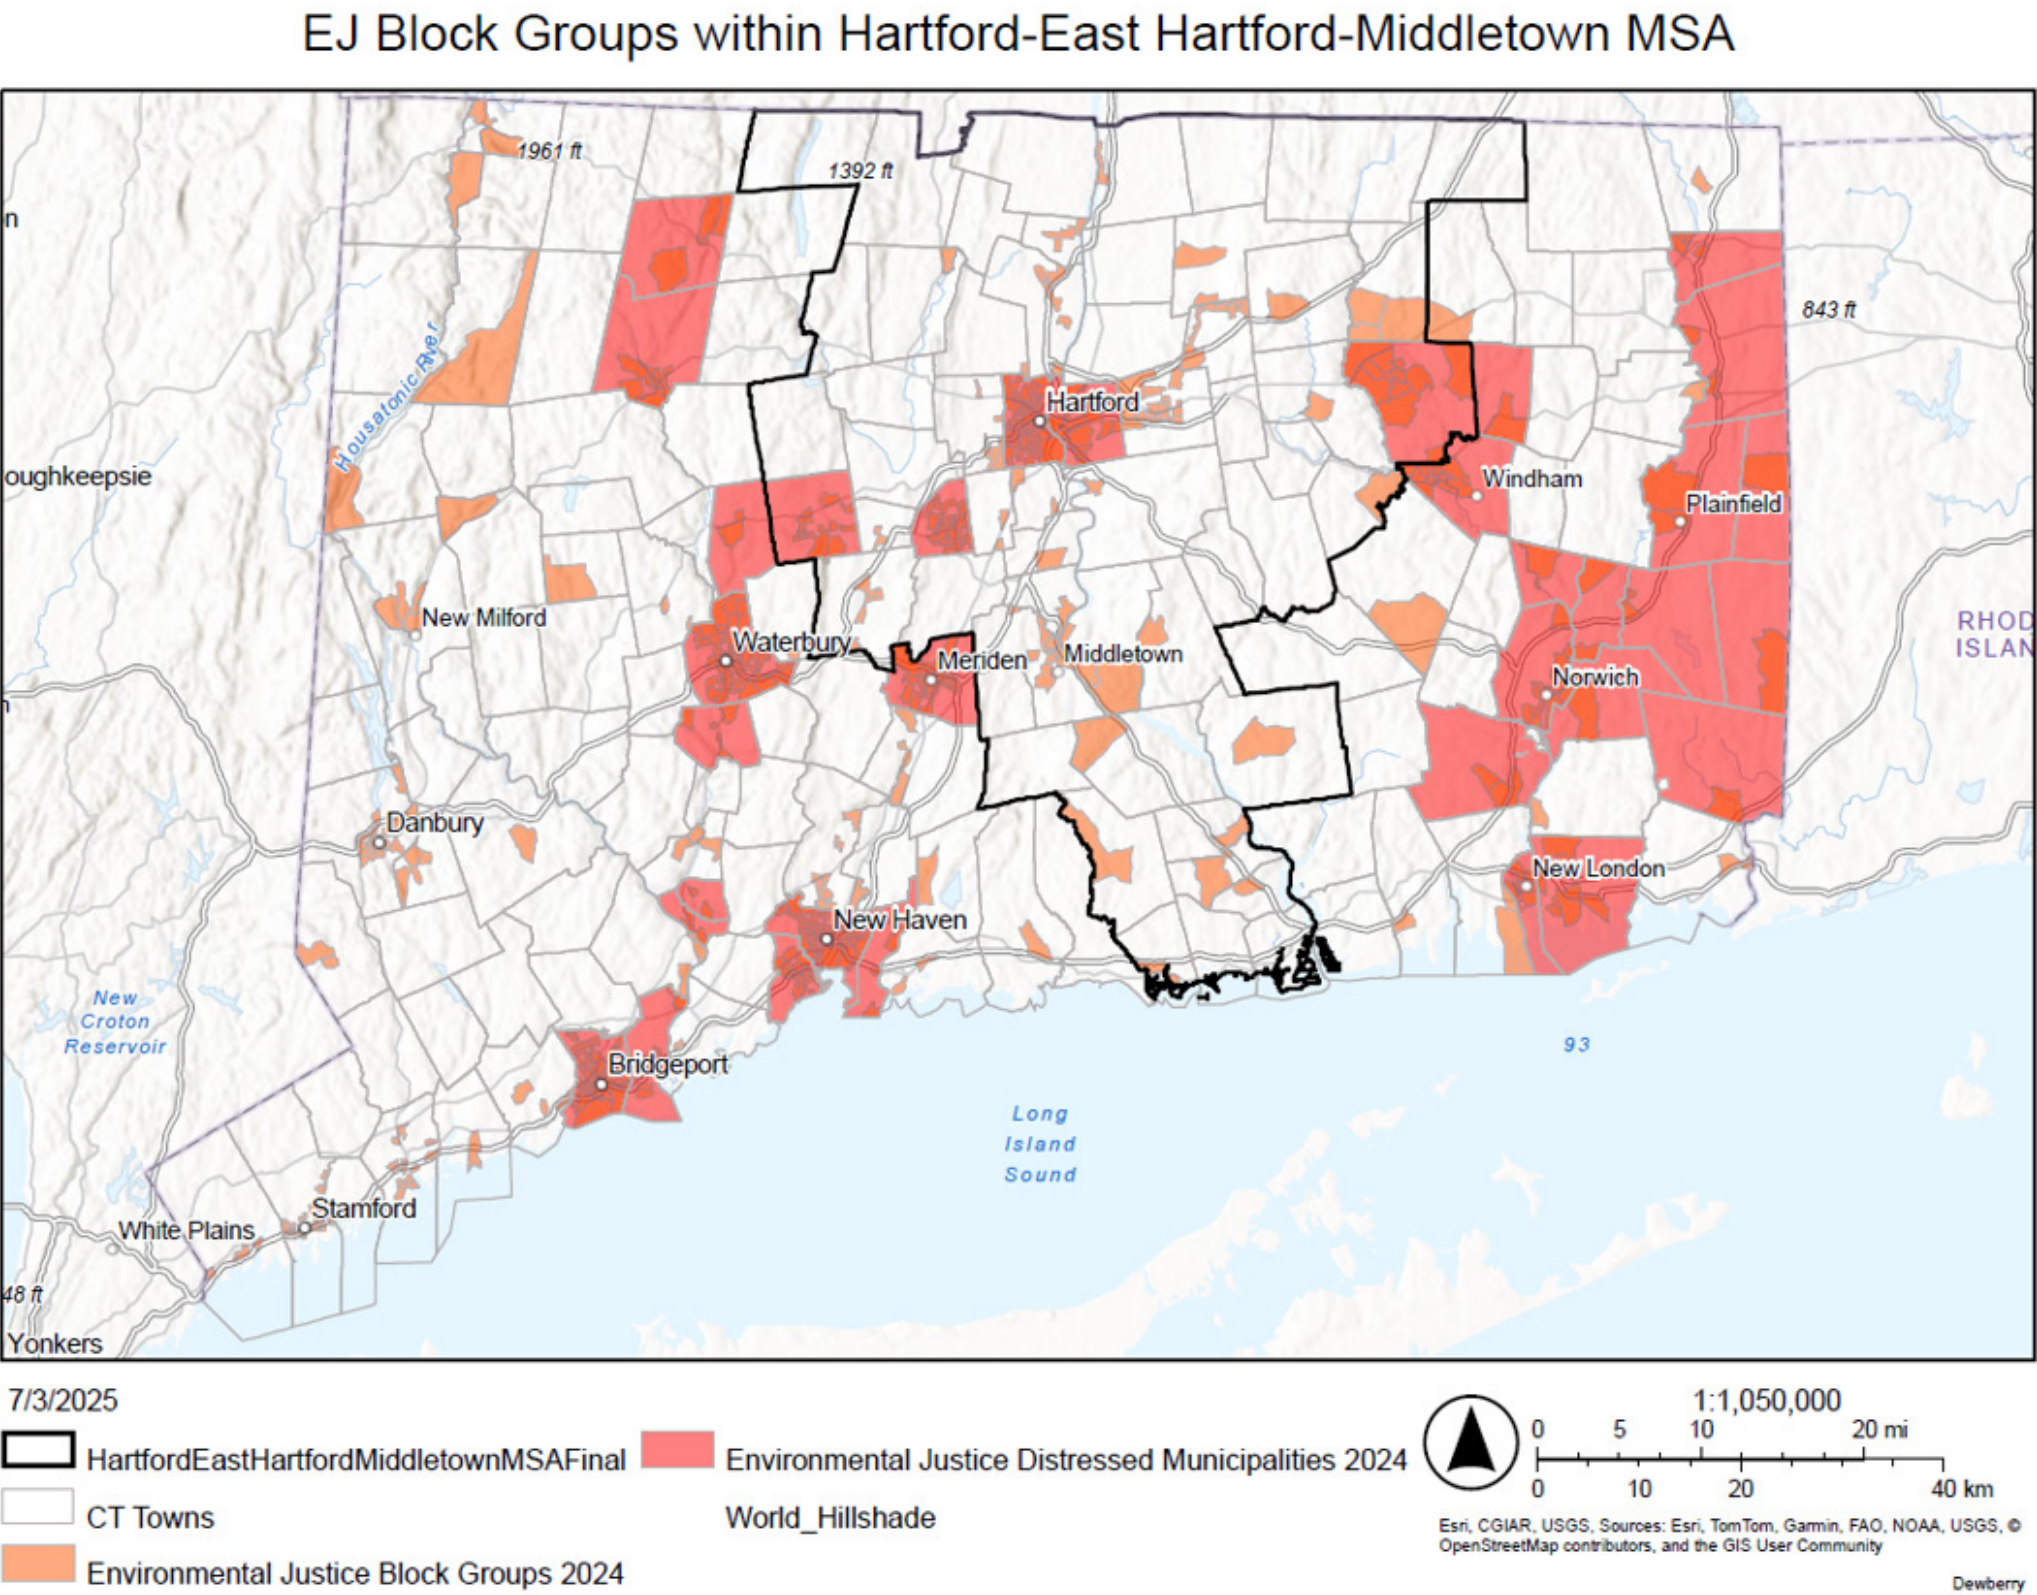 EJ Block Groups within Hartford-East Hartford-Middletown MSA
1961 ft
1392 ft
n
843 ft
Housatonic River
Hartford
oughkeepsie
Windham
Plainfield
New Milford
RHOD
ISLAN
Waterbury
Meriden
Middletown
Norwich
Danbury
New London
New Haven
New
Croton
Reservoir
93
Bridgeport
Long
Island
Sound
Stamford
White Plains
48 ft
Yonkers
7/3/2025
HartfordEastHartfordMiddletownMSAFinal
Environmental Justice Distressed Municipalities 2024
CT Towns
World_Hillshade
Environmental Justice Block Groups 2024
1:1,050,000
0 5 10 20 mi
0 10 20 40 km
Esri, CGIAR, USGS, Sources: Esri, TomTom, Garmin, FAO, NOAA, USGS, ©
OpenStreetMap contributors, and the GIS User Community
Dewberry